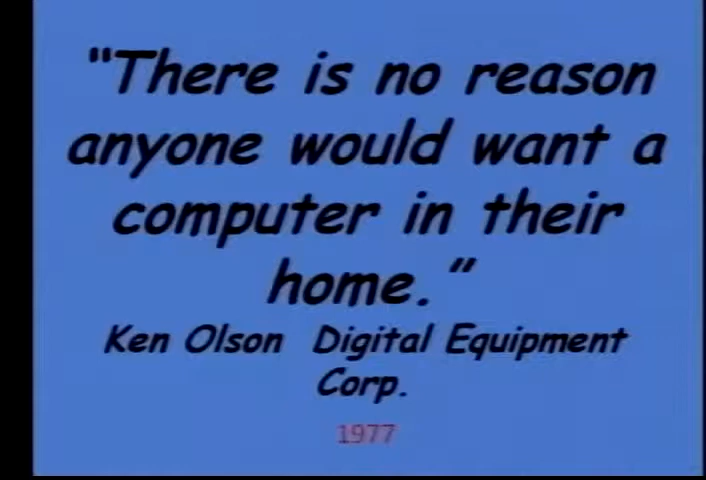 “There is no reason
anyone would want a
computer in their
home.”
Ken Olson Digital Equipment
Corp.
1977